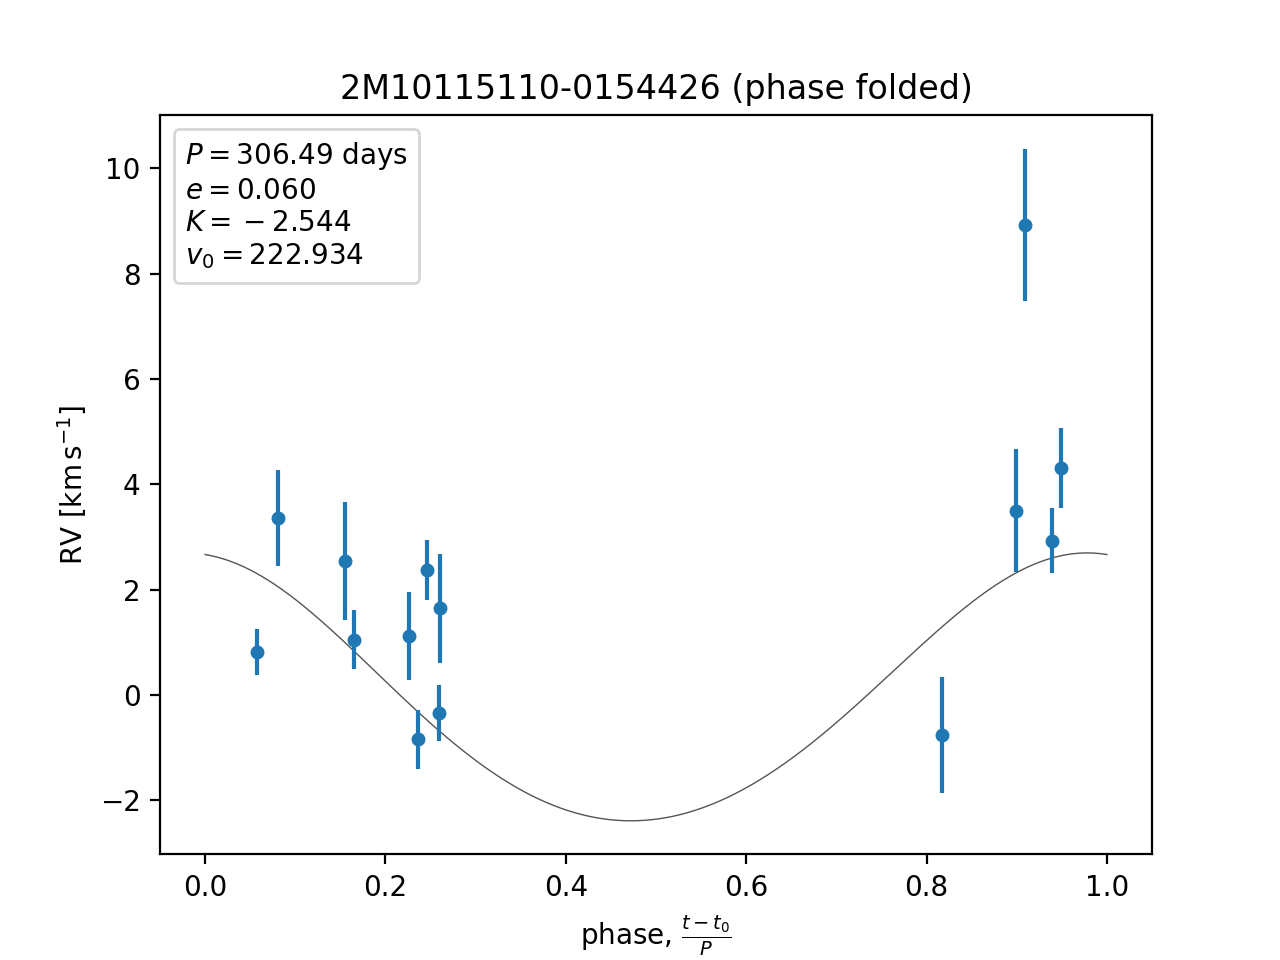 2M10115110-0154426 (phase folded)
P = 306.49 days
e = 0.060
K = −2.544
v₀ = 222.934
RV [km s⁻¹]
10
8
6
4
2
0
−2
0.0 0.2 0.4 0.6 0.8 1.0
phase, (t − t₀)/P